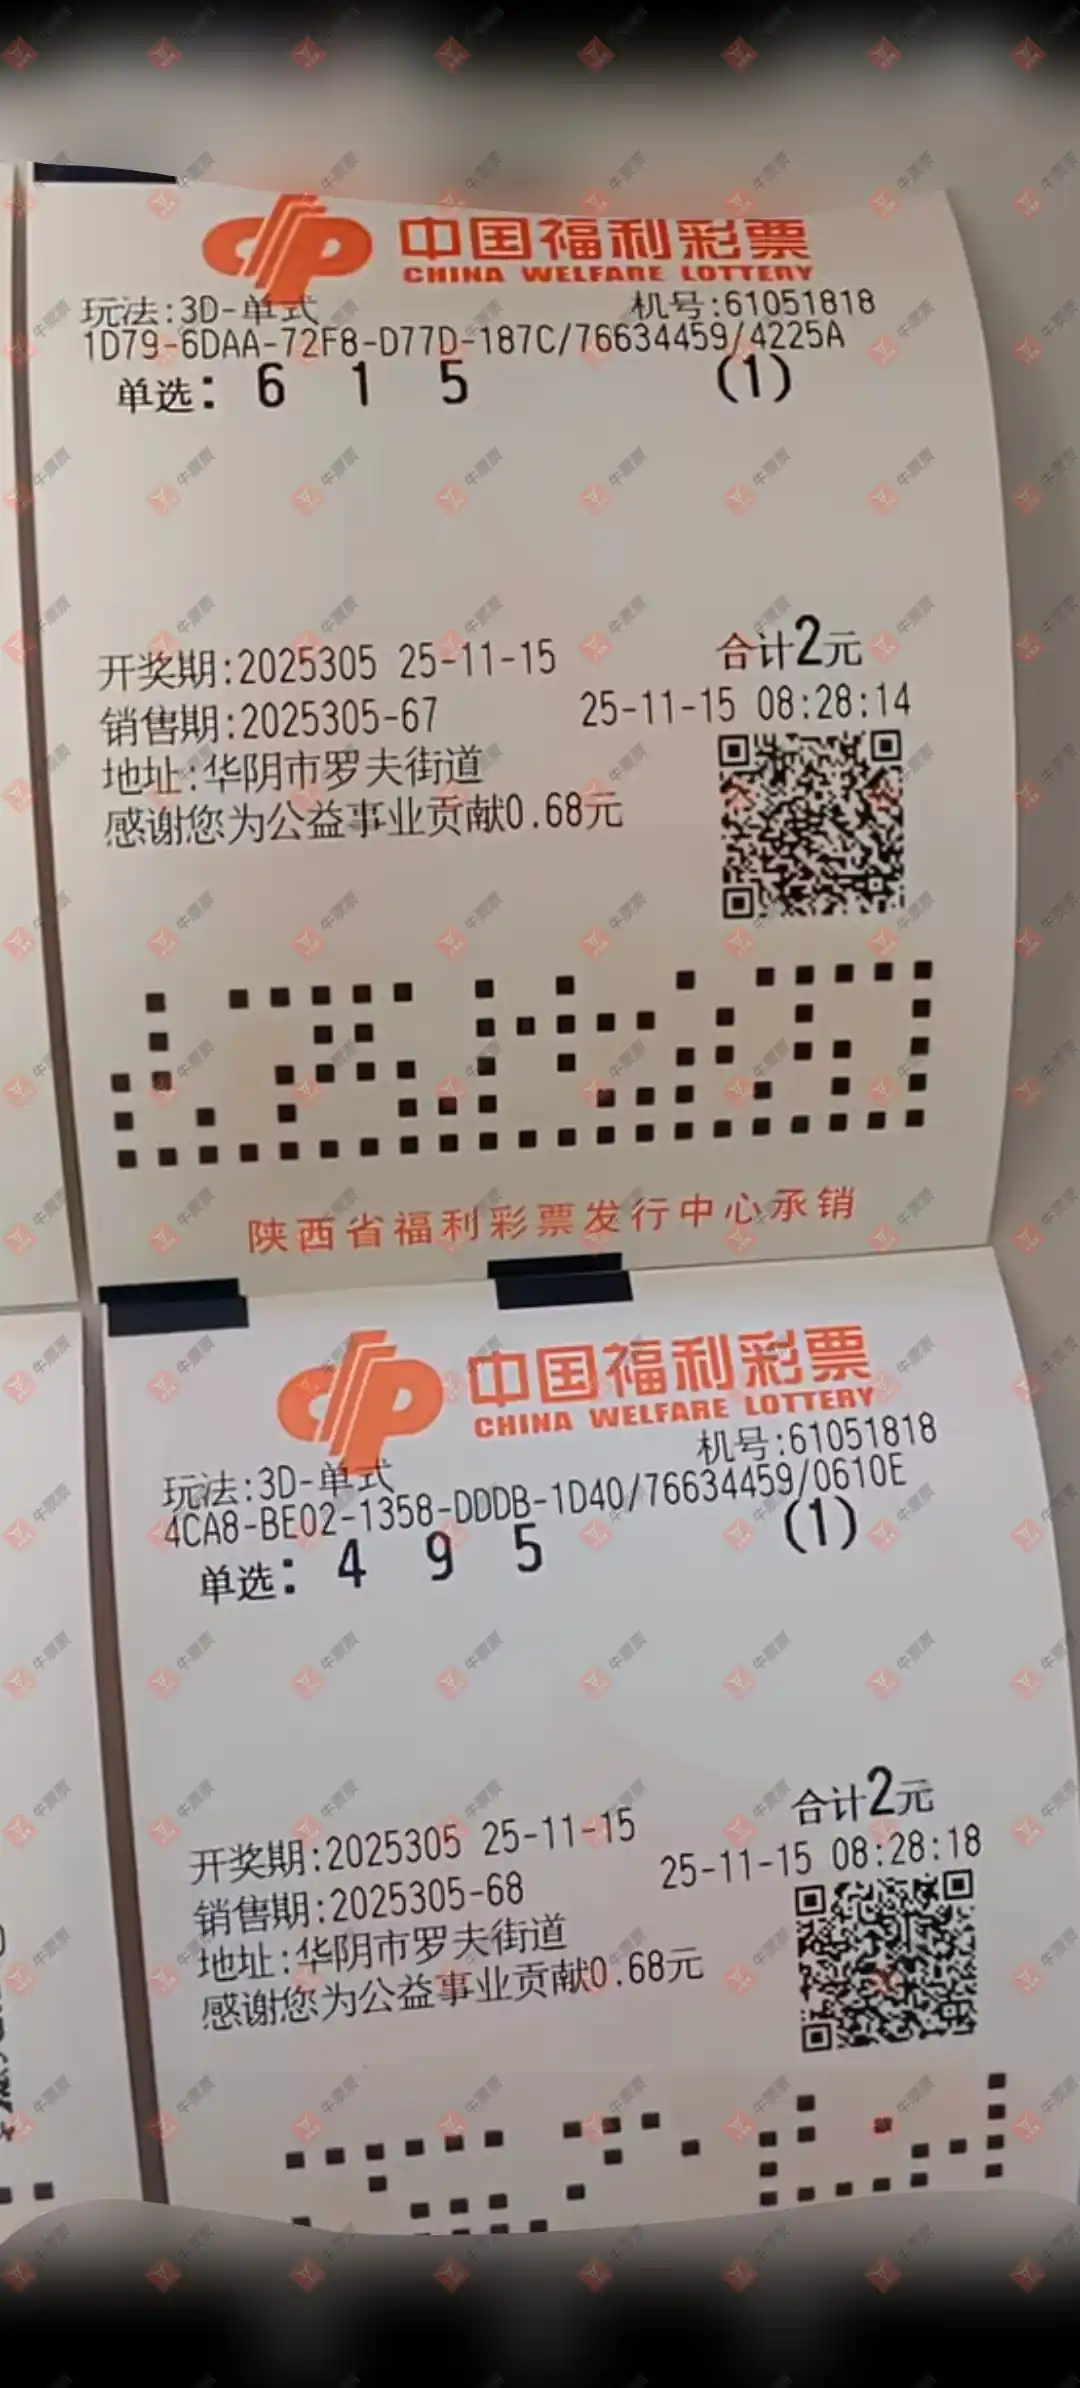 中国福利彩票
CHINA WELFARE LOTTERY
玩法:3D-单式 机号:61051818
1D79-6DAA-72F8-D77D-187C/76634459/4225A
单选: 6 1 5 (1)
合计2元
开奖期:2025305 25-11-15
销售期:2025305-67 25-11-15 08:28:14
地址:华阴市罗夫街道
感谢您为公益事业贡献0.68元
陕西省福利彩票发行中心承销
中国福利彩票
CHINA WELFARE LOTTERY
玩法:3D-单式 机号:61051818
4CA8-BE02-1358-DDDB-1D40/76634459/0610E
单选: 4 9 5 (1)
合计2元
开奖期:2025305 25-11-15
销售期:2025305-68 25-11-15 08:28:18
地址:华阴市罗夫街道
感谢您为公益事业贡献0.68元